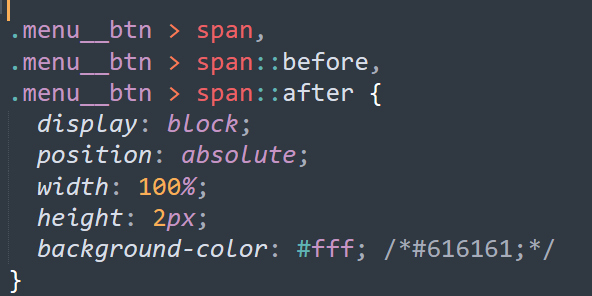 .menu__btn > span,
.menu__btn > span::before,
.menu__btn > span::after {
  display: block;
  position: absolute;
  width: 100%;
  height: 2px;
  background-color: #fff; /*#616161;*/
}